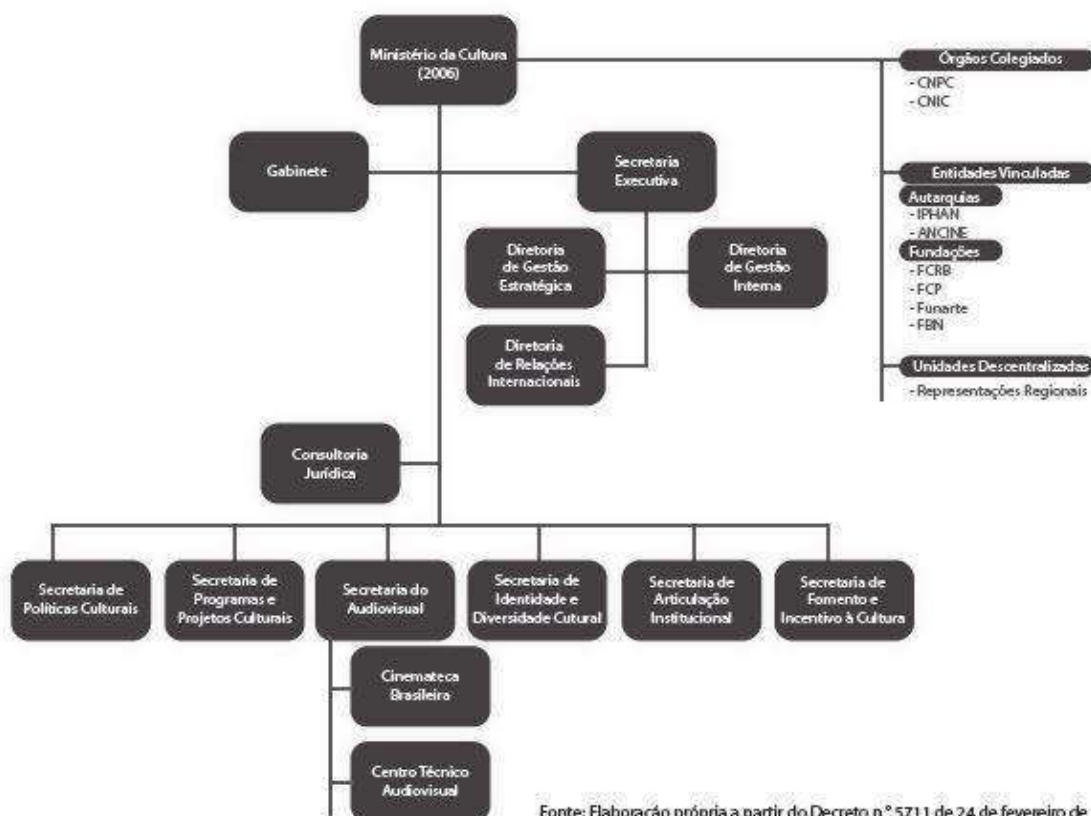 Ministério da Cultura
(2006)
Órgãos Colegiados
- CNPC
- CNIC
Gabinete
Secretaria
Executiva
Entidades Vinculadas
Autarquias
- IPHAN
- ANCINE
Fundações
- FCRB
- FCP
- Funarte
- FBN
Diretoria
de Gestão
Estratégica
Diretoria
de Gestão
Interna
Diretoria
de Relações
Internacionais
Unidades Descentralizadas
- Representações Regionais
Consultoria
Jurídica
Secretaria de
Políticas Culturais
Secretaria de
Programas e
Projetos Culturais
Secretaria do
Audiovisual
Secretaria de
Identidade e
Diversidade Cutural
Secretaria de
Articulação
Institucional
Secretaria de
Fomento e
Incentivo à Cultura
Cinemateca
Brasileira
Centro Técnico
Audiovisual
Fonte: Elaboração própria a partir do Decreto n° 5711 de 24 de fevereiro de